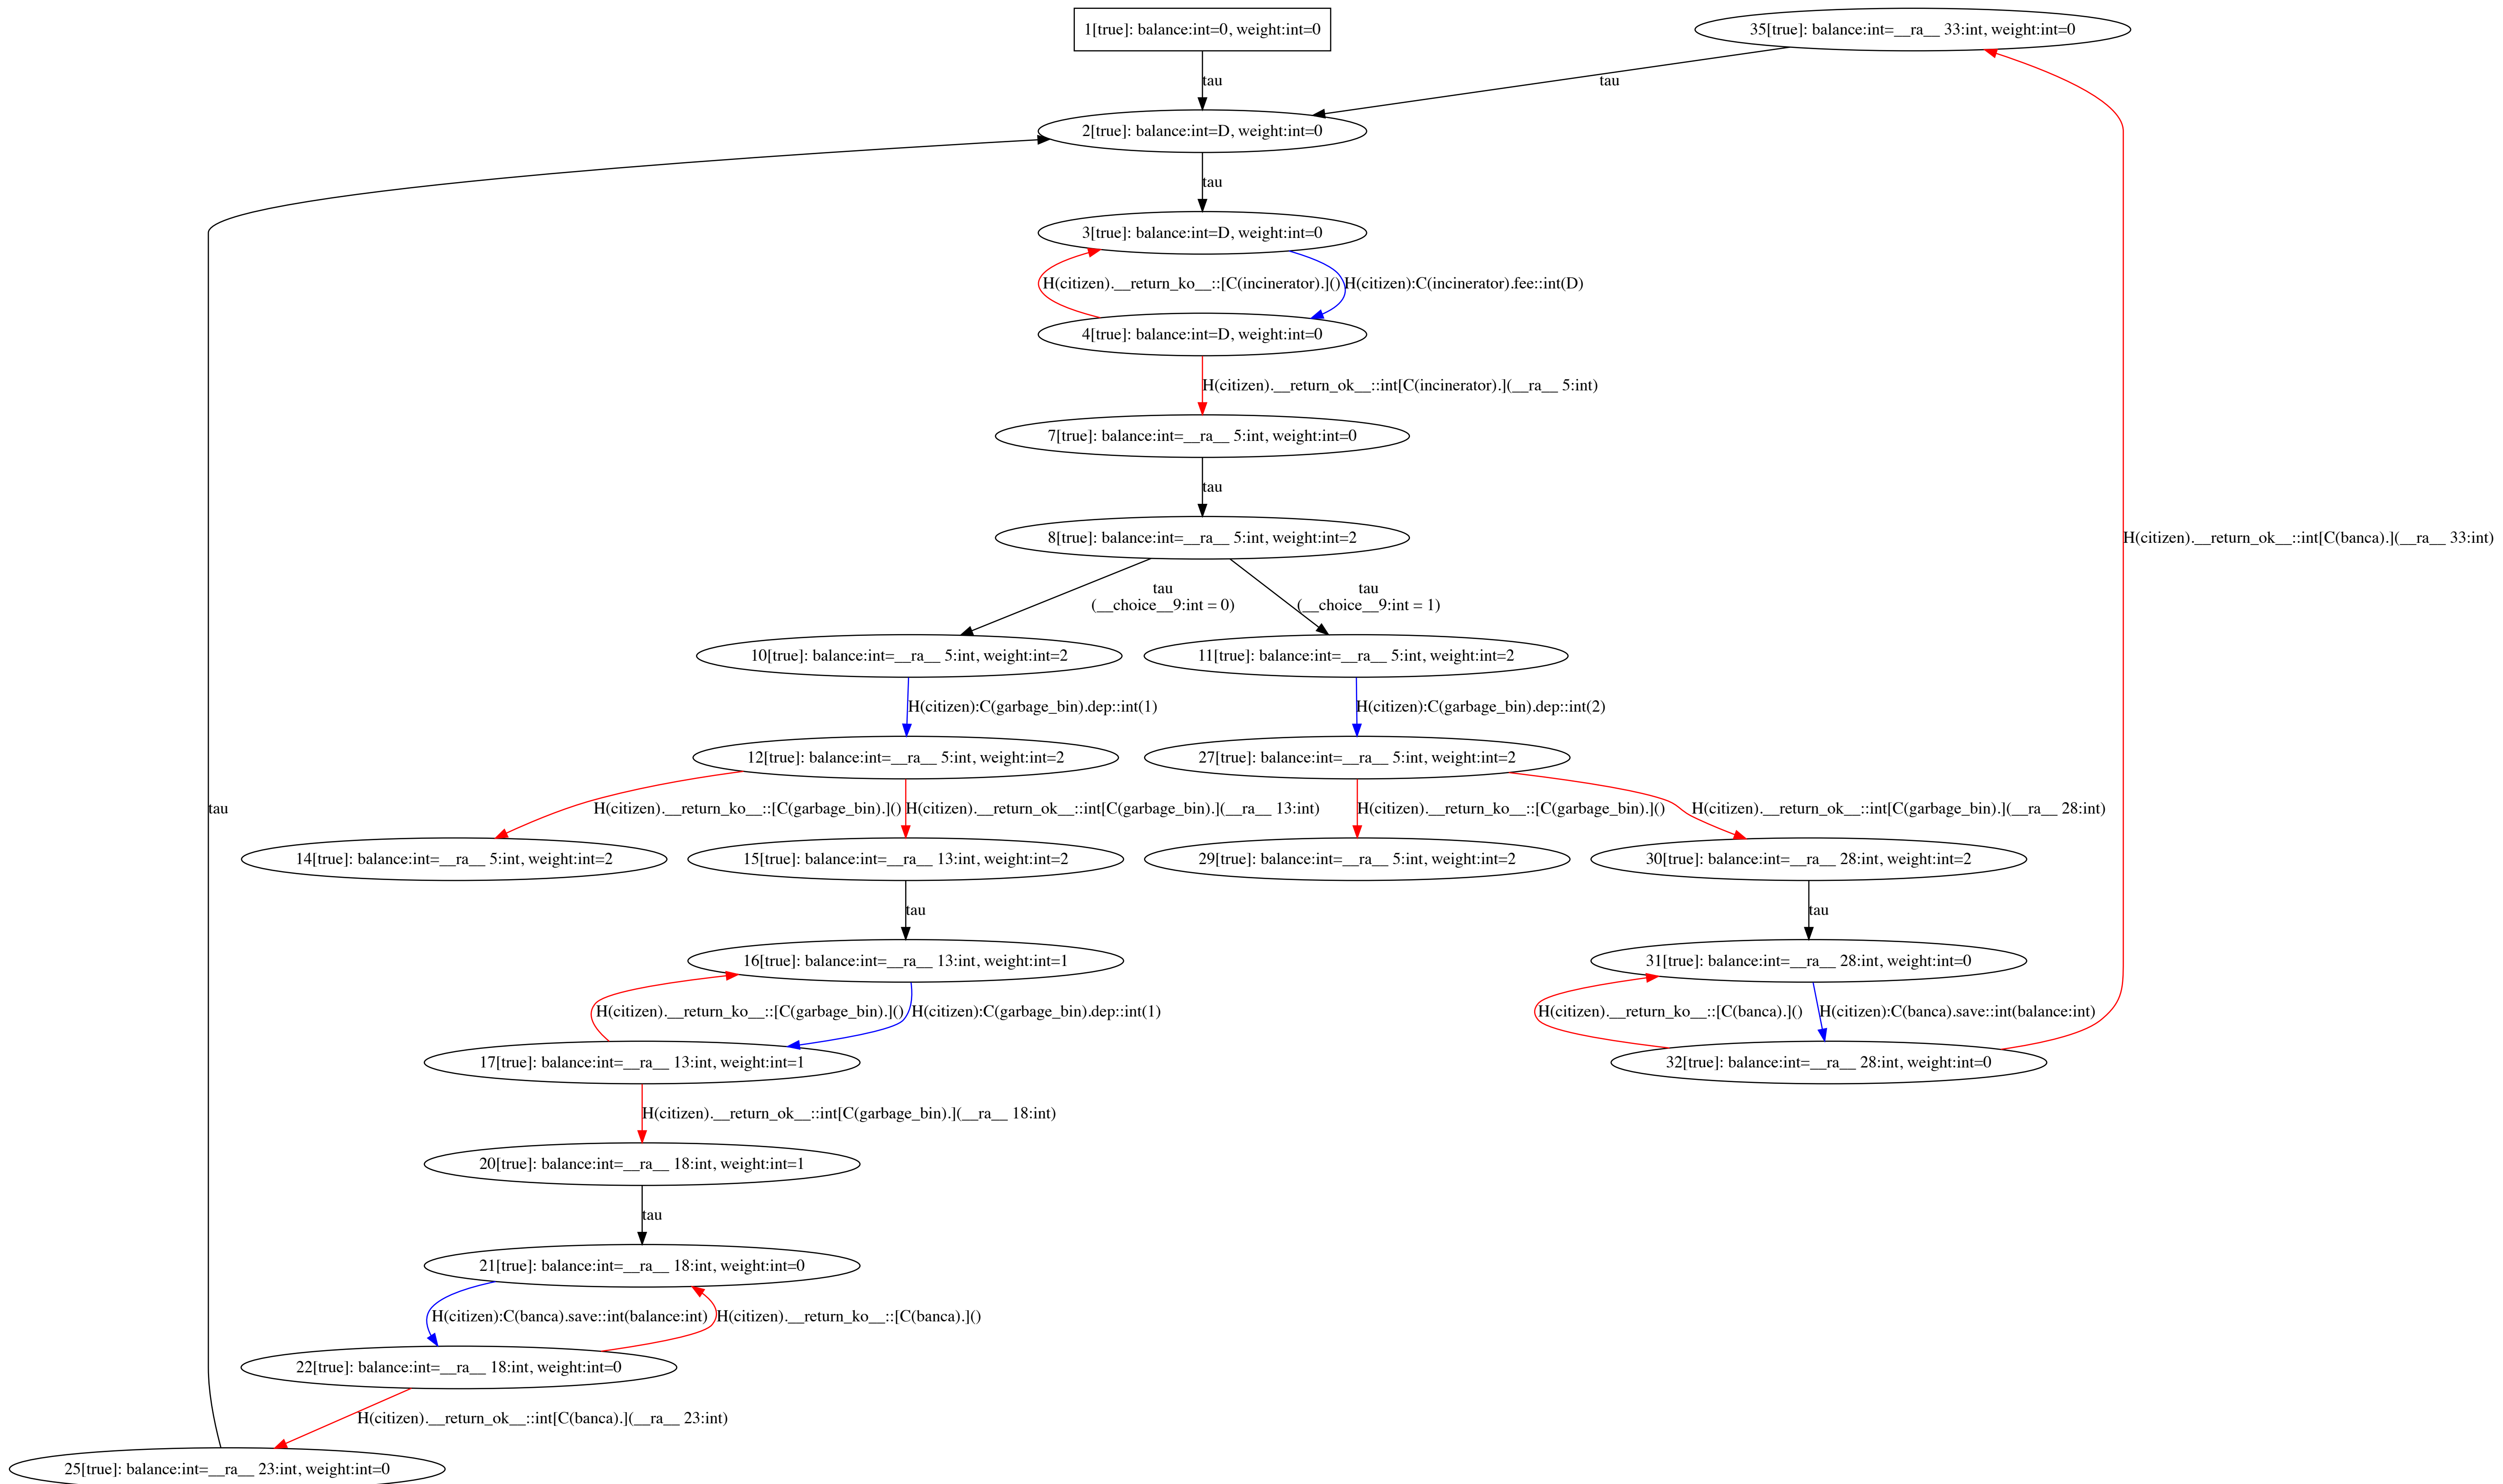 1[true]: balance:int=0, weight:int=0
35[true]: balance:int=__ra__ 33:int, weight:int=0
tau
tau
2[true]: balance:int=D, weight:int=0
tau
3[true]: balance:int=D, weight:int=0
H(citizen).__return_ko__::[C(incinerator).]()
H(citizen):C(incinerator).fee::int(D)
4[true]: balance:int=D, weight:int=0
H(citizen).__return_ok__::int[C(incinerator).](__ra__ 5:int)
7[true]: balance:int=__ra__ 5:int, weight:int=0
tau
8[true]: balance:int=__ra__ 5:int, weight:int=2
H(citizen).__return_ok__::int[C(banca).](__ra__ 33:int)
tau
(__choice__9:int = 0)
tau
(__choice__9:int = 1)
10[true]: balance:int=__ra__ 5:int, weight:int=2
11[true]: balance:int=__ra__ 5:int, weight:int=2
H(citizen):C(garbage_bin).dep::int(1)
H(citizen):C(garbage_bin).dep::int(2)
12[true]: balance:int=__ra__ 5:int, weight:int=2
27[true]: balance:int=__ra__ 5:int, weight:int=2
tau
H(citizen).__return_ko__::[C(garbage_bin).]()
H(citizen).__return_ok__::int[C(garbage_bin).](__ra__ 13:int)
H(citizen).__return_ko__::[C(garbage_bin).]()
H(citizen).__return_ok__::int[C(garbage_bin).](__ra__ 28:int)
14[true]: balance:int=__ra__ 5:int, weight:int=2
15[true]: balance:int=__ra__ 13:int, weight:int=2
29[true]: balance:int=__ra__ 5:int, weight:int=2
30[true]: balance:int=__ra__ 28:int, weight:int=2
tau
tau
16[true]: balance:int=__ra__ 13:int, weight:int=1
31[true]: balance:int=__ra__ 28:int, weight:int=0
H(citizen).__return_ko__::[C(garbage_bin).]()
H(citizen):C(garbage_bin).dep::int(1)
H(citizen).__return_ko__::[C(banca).]()
H(citizen):C(banca).save::int(balance:int)
17[true]: balance:int=__ra__ 13:int, weight:int=1
32[true]: balance:int=__ra__ 28:int, weight:int=0
H(citizen).__return_ok__::int[C(garbage_bin).](__ra__ 18:int)
20[true]: balance:int=__ra__ 18:int, weight:int=1
tau
21[true]: balance:int=__ra__ 18:int, weight:int=0
H(citizen):C(banca).save::int(balance:int)
H(citizen).__return_ko__::[C(banca).]()
22[true]: balance:int=__ra__ 18:int, weight:int=0
H(citizen).__return_ok__::int[C(banca).](__ra__ 23:int)
25[true]: balance:int=__ra__ 23:int, weight:int=0